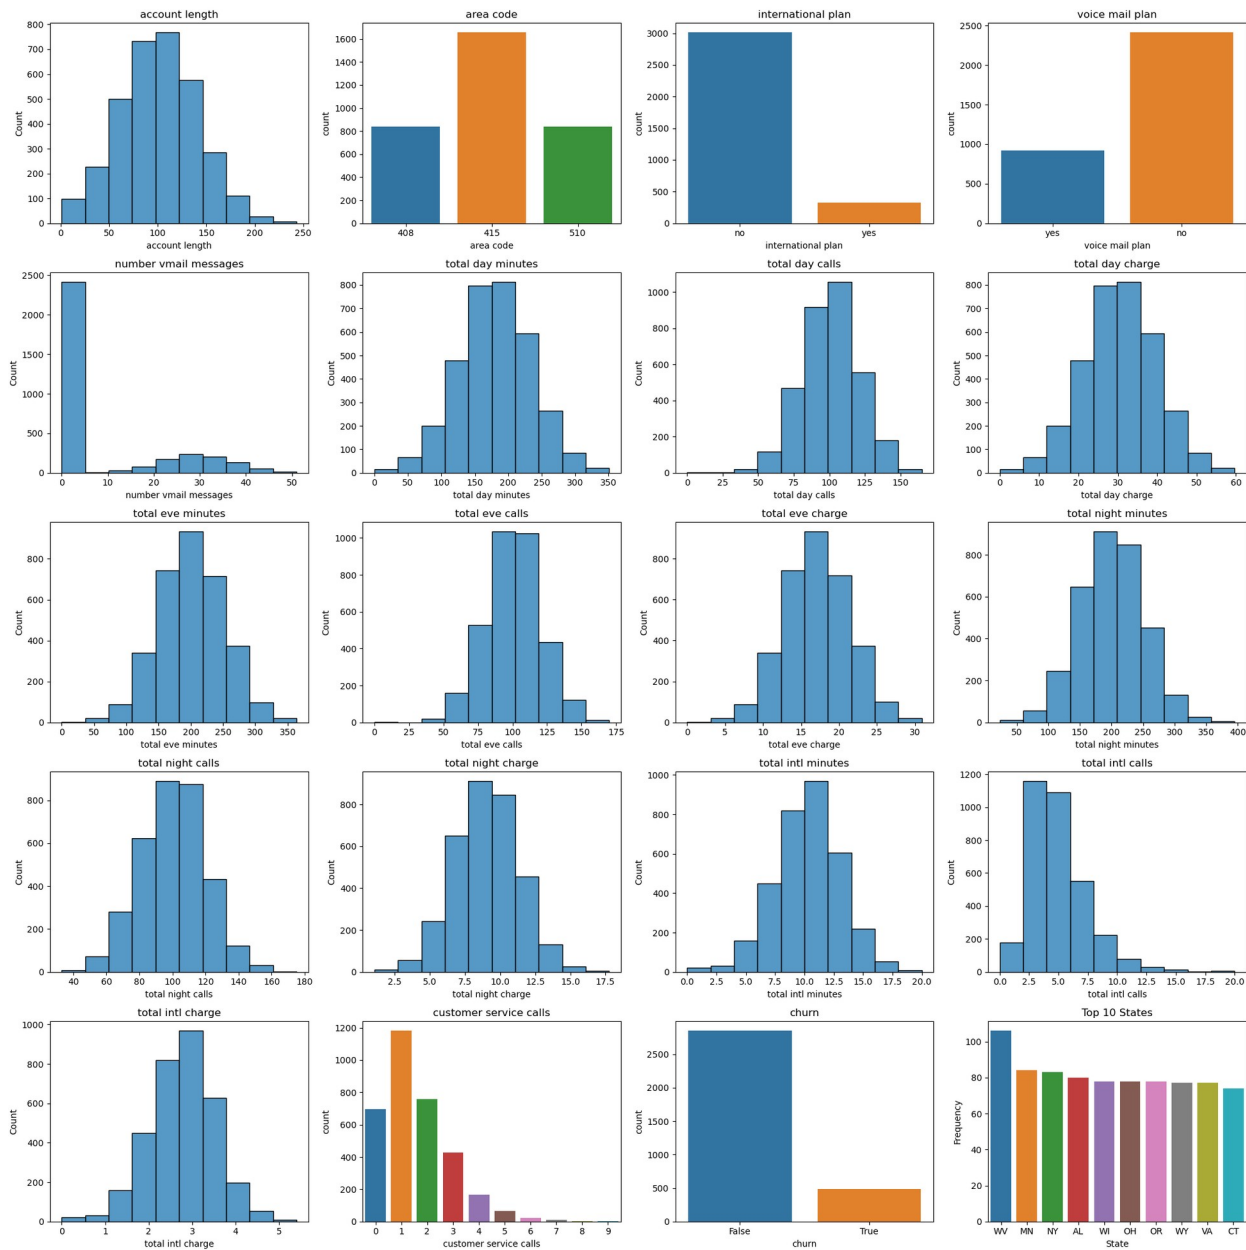 account length
800
700
600
500
400
300
200
100
0
Count
0 50 100 150 200 250
account length
area code
1600
1400
1200
1000
800
600
400
200
0
count
408 415 510
area code
international plan
3000
2500
2000
1500
1000
500
0
count
no yes
international plan
voice mail plan
2500
2000
1500
1000
500
0
count
yes no
voice mail plan
number vmail messages
2500
2000
1500
1000
500
0
Count
0 10 20 30 40 50
number vmail messages
total day minutes
800
700
600
500
400
300
200
100
0
Count
0 50 100 150 200 250 300 350
total day minutes
total day calls
1000
800
600
400
200
0
Count
0 25 50 75 100 125 150
total day calls
total day charge
800
700
600
500
400
300
200
100
0
Count
0 10 20 30 40 50 60
total day charge
total eve minutes
800
600
400
200
0
Count
0 50 100 150 200 250 300 350
total eve minutes
total eve calls
1000
800
600
400
200
0
Count
0 25 50 75 100 125 150 175
total eve calls
total eve charge
800
600
400
200
0
Count
0 5 10 15 20 25 30
total eve charge
total night minutes
800
600
400
200
0
Count
50 100 150 200 250 300 350 400
total night minutes
total night calls
800
600
400
200
0
Count
40 60 80 100 120 140 160 180
total night calls
total night charge
800
600
400
200
0
Count
2.5 5.0 7.5 10.0 12.5 15.0 17.5
total night charge
total intl minutes
1000
800
600
400
200
0
Count
0.0 2.5 5.0 7.5 10.0 12.5 15.0 17.5 20.0
total intl minutes
total intl calls
1200
1000
800
600
400
200
0
Count
0.0 2.5 5.0 7.5 10.0 12.5 15.0 17.5 20.0
total intl calls
total intl charge
1000
800
600
400
200
0
Count
0 1 2 3 4 5
total intl charge
customer service calls
1200
1000
800
600
400
200
0
count
0 1 2 3 4 5 6 7 8 9
customer service calls
churn
2500
2000
1500
1000
500
0
count
False True
churn
Top 10 States
100
80
60
40
20
0
Frequency
WV MN NY AL WI OH OR WY VA CT
State